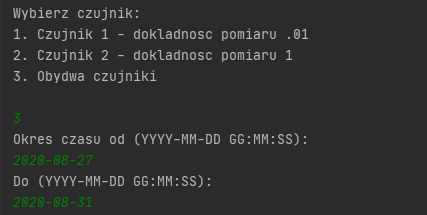 Wybierz czujnik:
1. Czujnik 1 - dokladnosc pomiaru .01
2. Czujnik 2 - dokladnosc pomiaru 1
3. Obydwa czujniki
3
Okres czasu od (YYYY-MM-DD GG:MM:SS):
2020-08-27
Do (YYYY-MM-DD GG:MM:SS):
2020-08-31